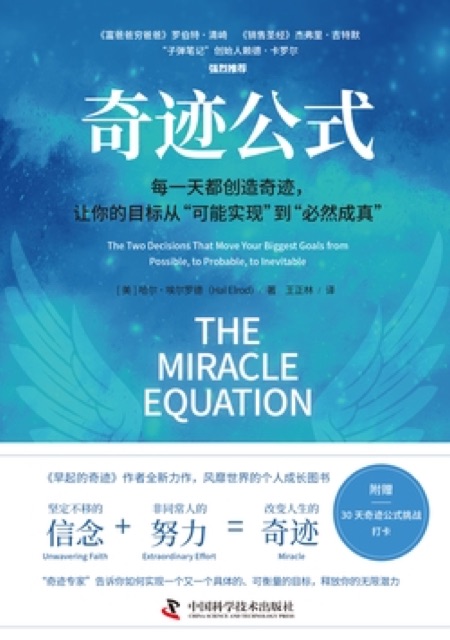 《富爸爸穷爸爸》罗伯特·清崎 《销售圣经》杰弗里·吉特默
“子弹笔记”创始人赖德·卡罗尔
强烈推荐
奇迹公式
每一天都创造奇迹，
让你的目标从“可能实现”到“必然成真”
The Two Decisions That Move Your Biggest Goals from
Possible, to Probable, to Inevitable
[美]哈尔·埃尔罗德（Hal Elrod）著 王正林 / 译
THE
MIRACLE
EQUATION
《早起的奇迹》作者全新力作，风靡世界的个人成长图书
坚定不移的 非同常人的 改变人生的
信念 + 努力 = 奇迹
Unwavering Faith Extraordinary Effort Miracle
附赠
30 天奇迹公式挑战
打卡
“奇迹专家”告诉你如何实现一个又一个具体的、可衡量的目标，释放你的无限潜力
中国科学技术出版社
CHINA SCIENCE AND TECHNOLOGY PRESS